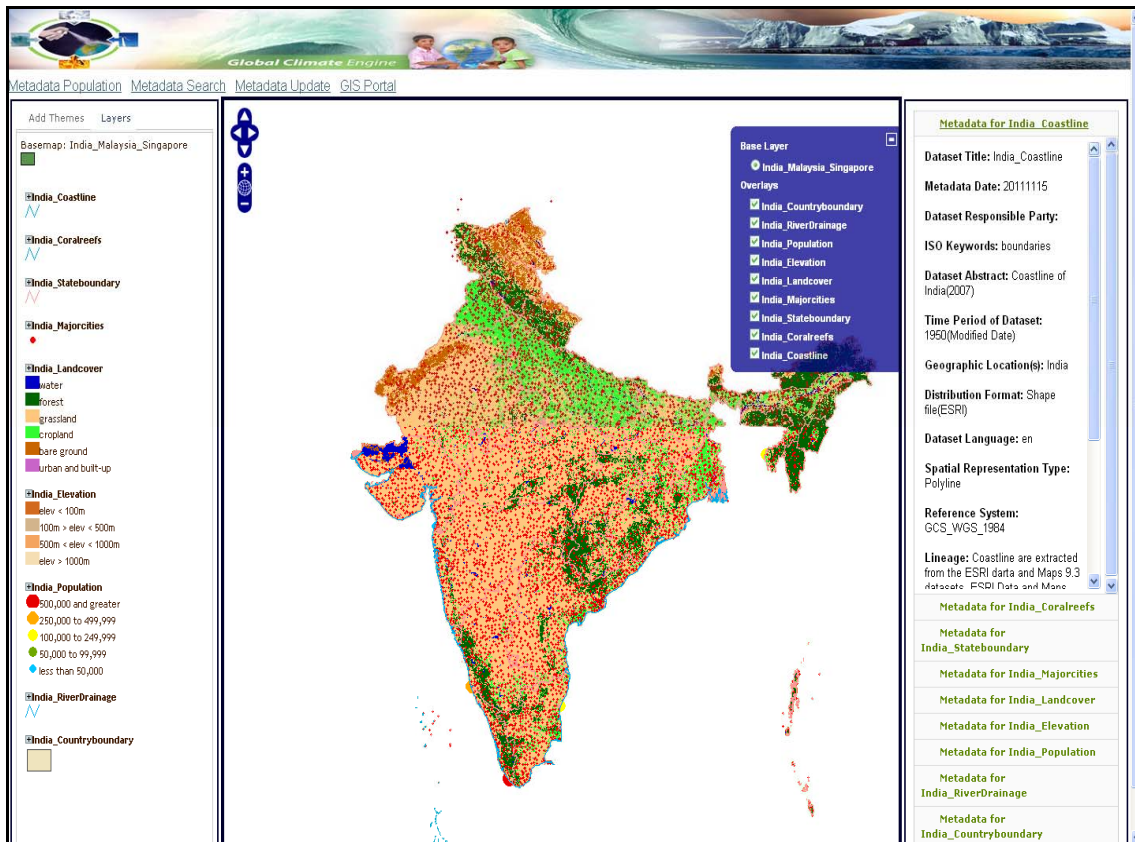 Global Climate Engine
Metadata Population Metadata Search Metadata Update GIS Portal
Add Themes Layers
Basemap: India_Malaysia_Singapore
India_Coastline
India_Coralreefs
India_Stateboundary
India_Majorcities
India_Landcover
water
forest
grassland
cropland
bare ground
urban and built-up
India_Elevation
elev < 100m
100m > elev < 500m
500m < elev < 1000m
elev > 1000m
India_Population
500,000 and greater
250,000 to 499,999
100,000 to 249,999
50,000 to 99,999
less than 50,000
India_RiverDrainage
India_Countryboundary
Base Layer
India_Malaysia_Singapore
Overlays
India_Countryboundary
India_RiverDrainage
India_Population
India_Elevation
India_Landcover
India_Majorcities
India_Stateboundary
India_Coralreefs
India_Coastline
Metadata for India_Coastline
Dataset Title: India_Coastline
Metadata Date: 20111115
Dataset Responsible Party:
ISO Keywords: boundaries
Dataset Abstract: Coastline of
India(2007)
Time Period of Dataset:
1950(Modified Date)
Geographic Location(s): India
Distribution Format: Shape
file(ESRI)
Dataset Language: en
Spatial Representation Type:
Polyline
Reference System:
GCS_WGS_1984
Lineage: Coastline are extracted
from the ESRI darta and Maps 9.3
datasets. ESRI Data and Maps
Metadata for India_Coralreefs
Metadata for
India_Stateboundary
Metadata for India_Majorcities
Metadata for India_Landcover
Metadata for India_Elevation
Metadata for India_Population
Metadata for
India_RiverDrainage
Metadata for
India_Countryboundary